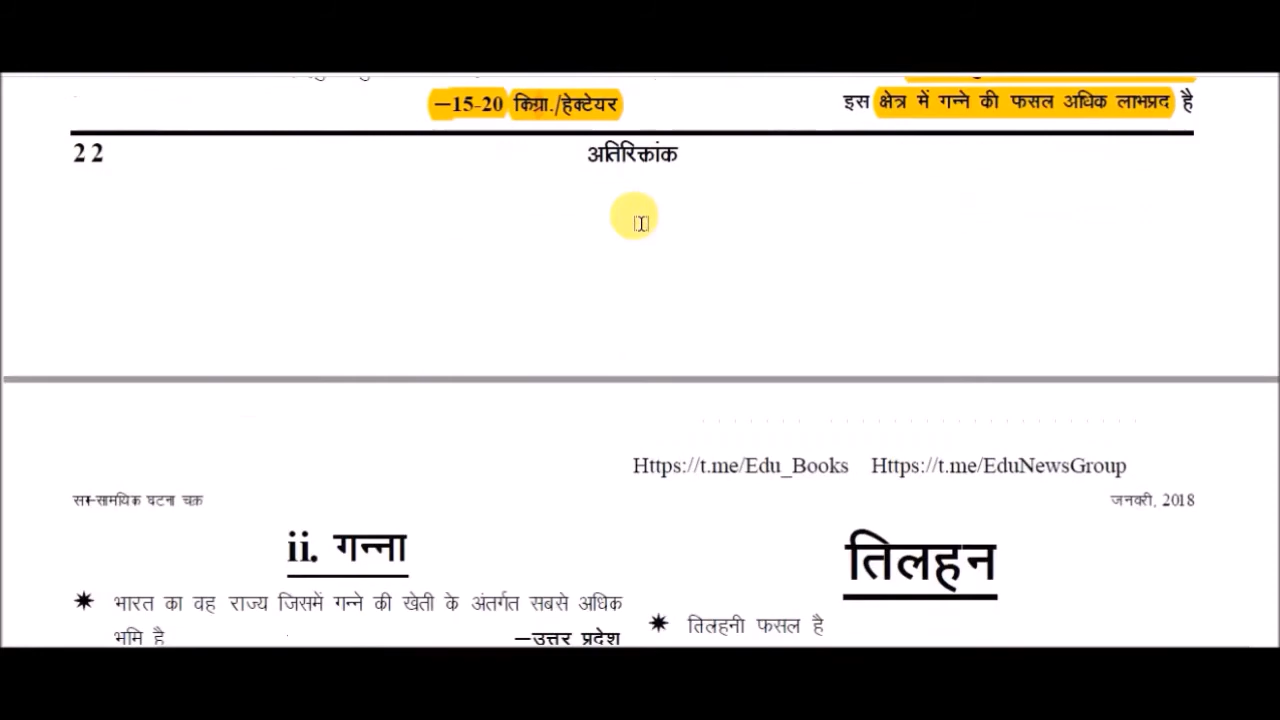 —15-20 किग्रा./हेक्टेयर
इस क्षेत्र में गन्ने की फसल अधिक लाभप्रद है
22
अतिरिक्तांक
Https://t.me/Edu_Books Https://t.me/EduNewsGroup
सम-सामयिक घटना चक्र
जनवरी, 2018
ii. गन्ना
* भारत का वह राज्य जिसमें गन्ने की खेती के अंतर्गत सबसे अधिक
भूमि है —उत्तर प्रदेश
तिलहन
* तिलहनी फसल है